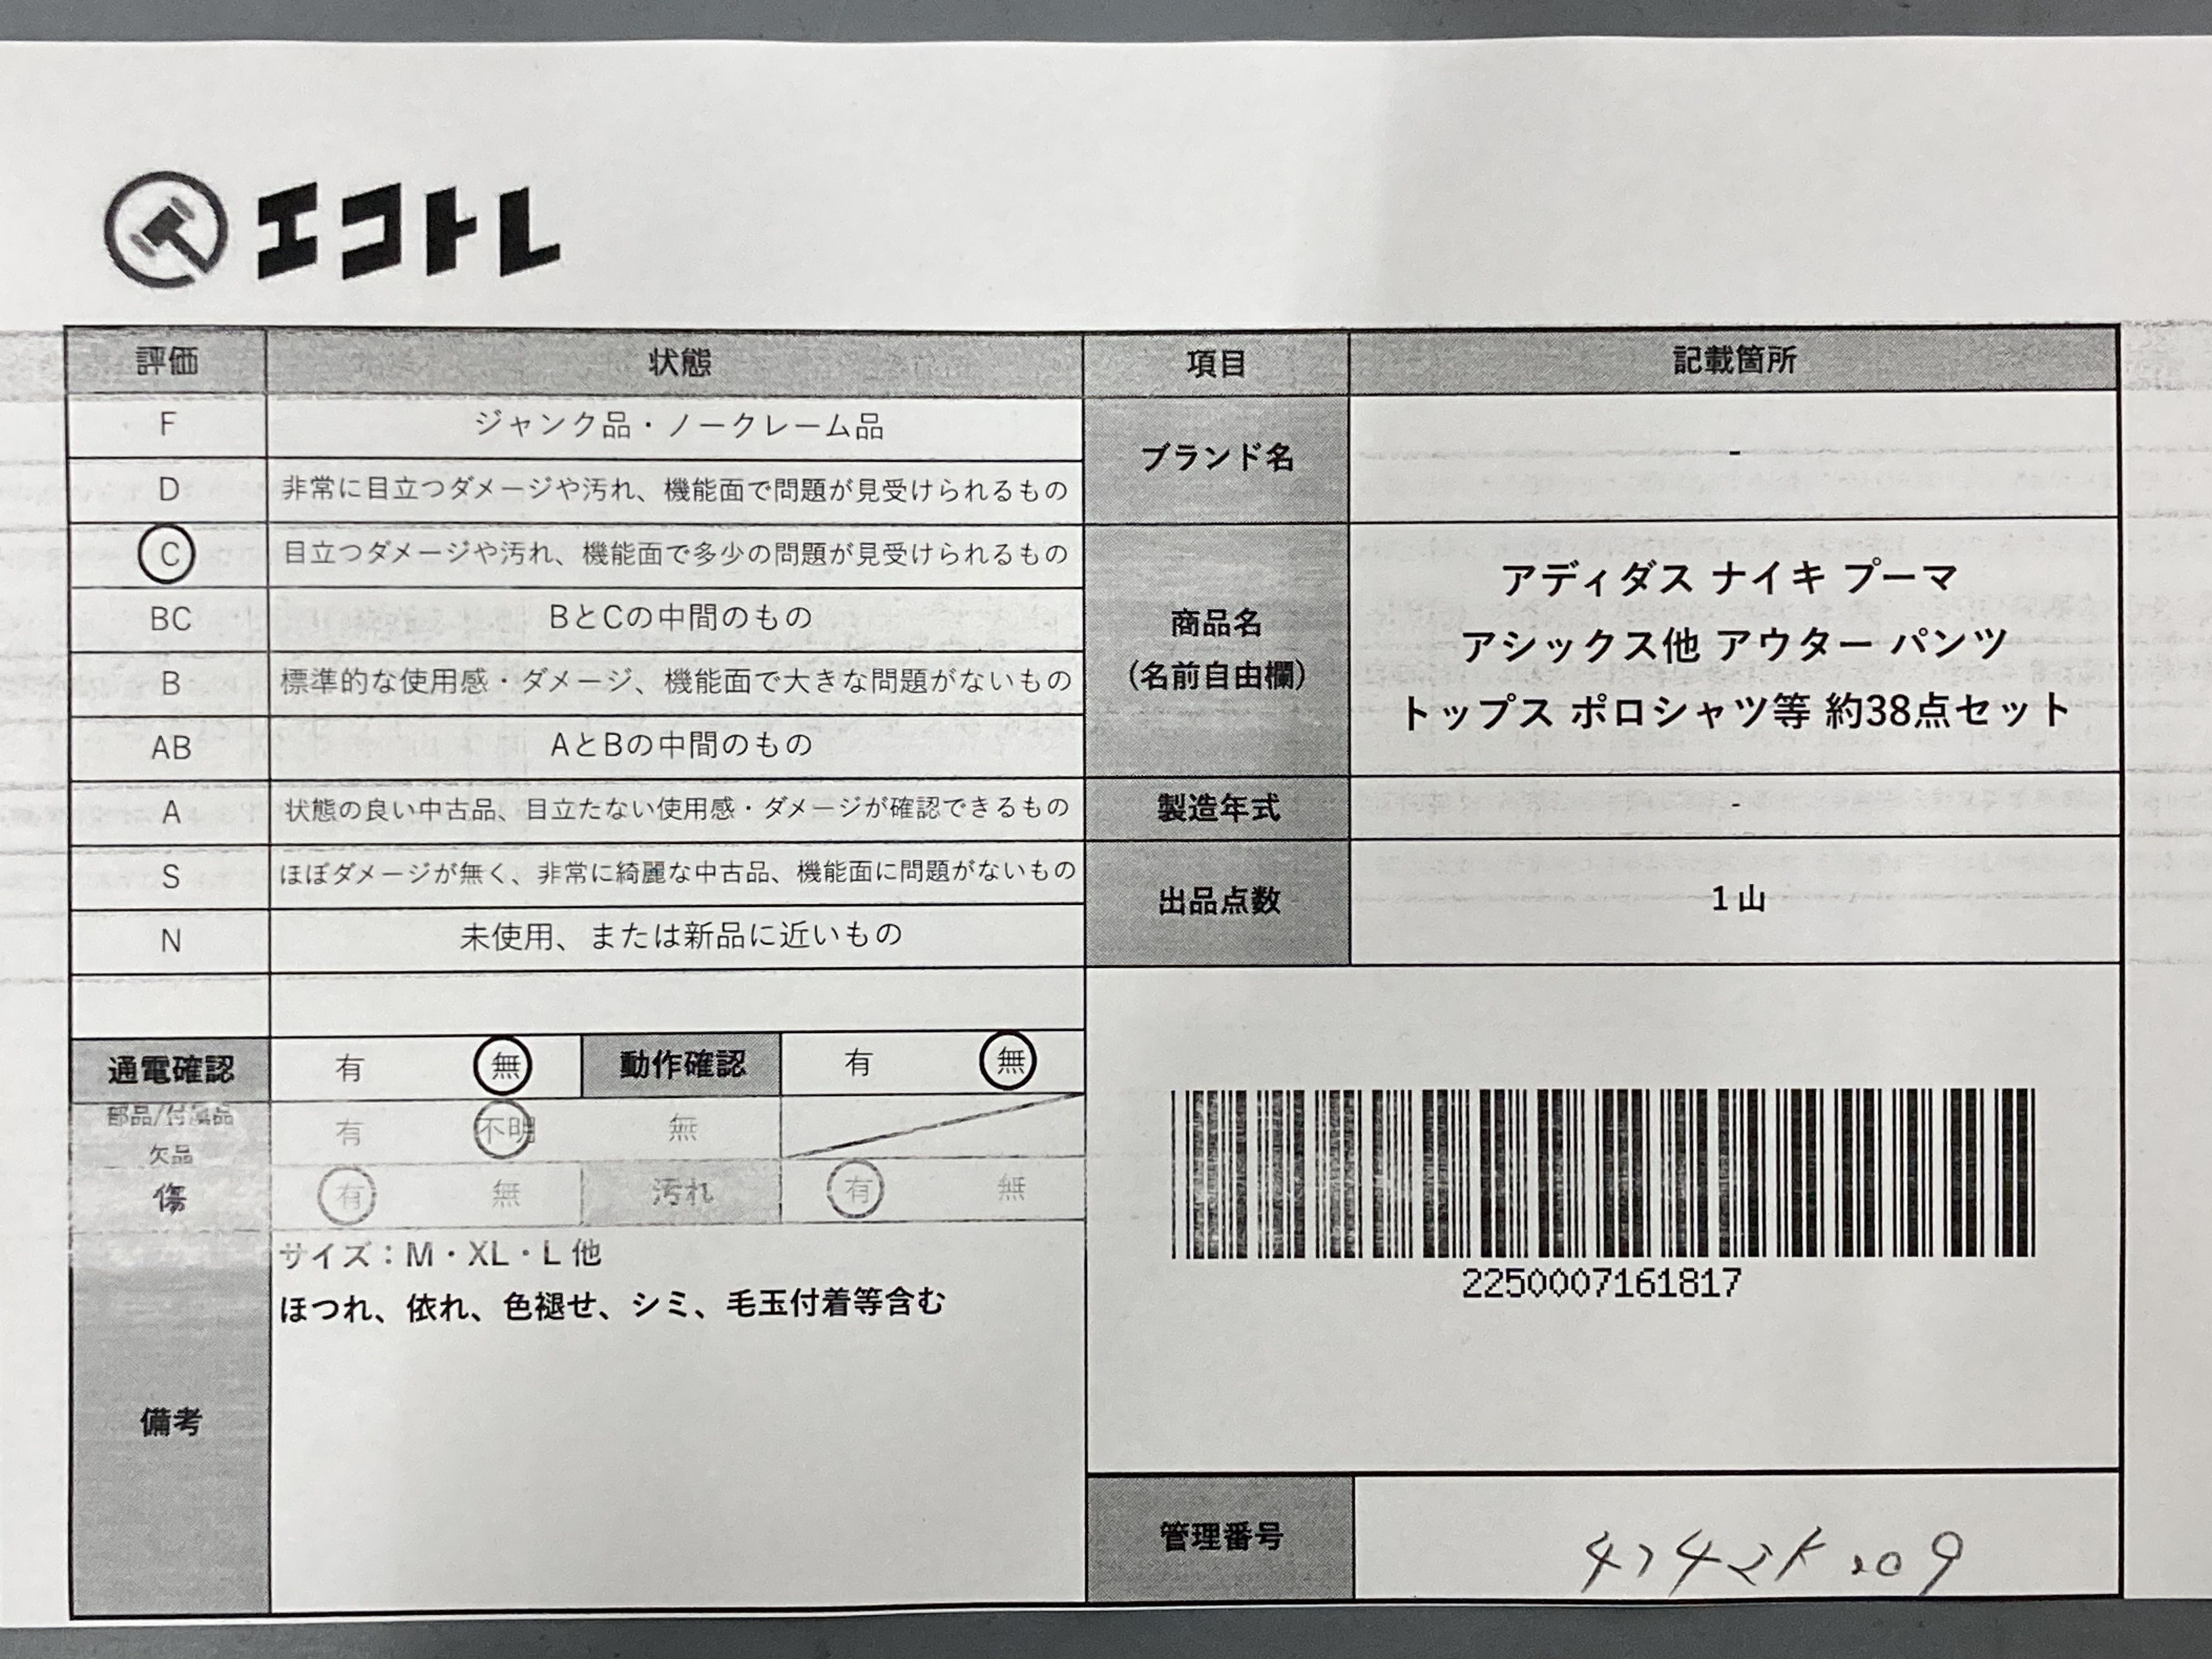 エコトレ
評価 状態 項目 記載箇所
F ジャンク品・ノークレーム品
D 非常に目立つダメージや汚れ、機能面で問題が見受けられるもの
C 目立つダメージや汚れ、機能面で多少の問題が見受けられるもの
BC BとCの中間のもの
B 標準的な使用感・ダメージ、機能面で大きな問題がないもの
AB AとBの中間のもの
A 状態の良い中古品、目立たない使用感・ダメージが確認できるもの
S ほぼダメージが無く、非常に綺麗な中古品、機能面に問題がないもの
N 未使用、または新品に近いもの
ブランド名 -
商品名
(名前自由欄)
アディダス ナイキ プーマ
アシックス他 アウター パンツ
トップス ポロシャツ等 約38点セット
製造年式 -
出品点数 1山
通電確認 有 無 動作確認 有 無
部品/付属品
欠品
有 不明 無
傷 有 無 汚れ 有 無
備考
サイズ：M・XL・L 他
ほつれ、依れ、色褪せ、シミ、毛玉付着等含む
2250007161817
管理番号